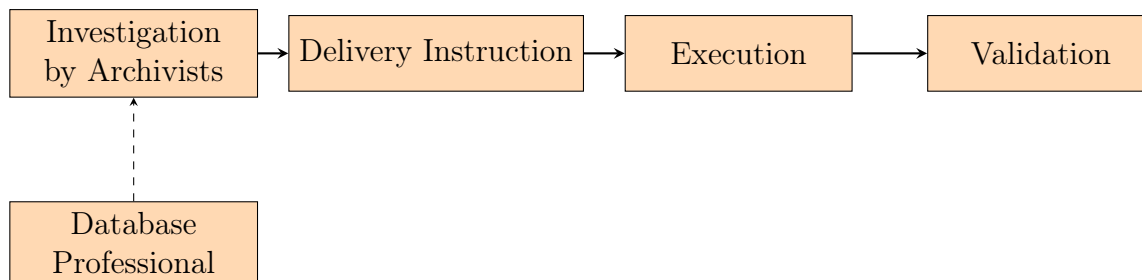 Investigation
by Archivists
Delivery Instruction
Execution
Validation
Database
Professional